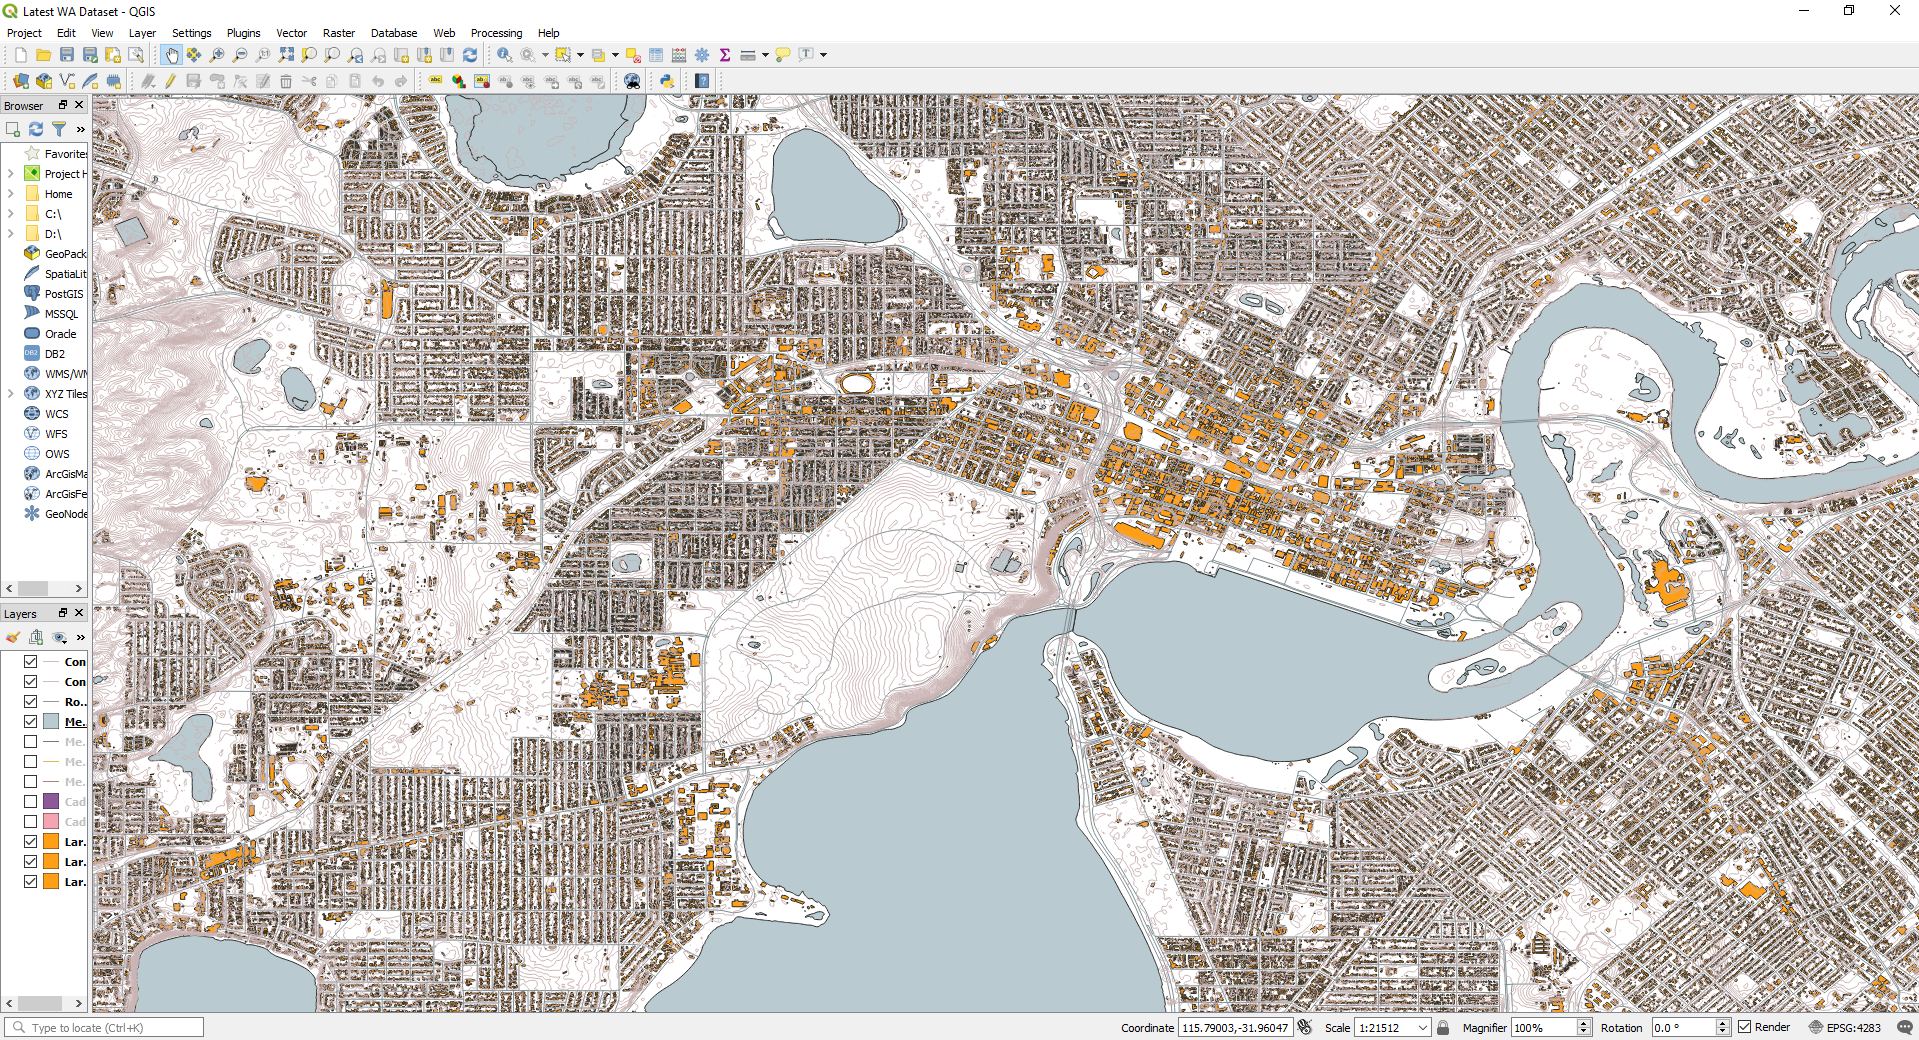 Latest WA Dataset - QGIS
Project Edit View Layer Settings Plugins Vector Raster Database Web Processing Help
Browser
Favorites
Project H
Home
C:\
D:\
GeoPack
SpatiaLit
PostGIS
MSSQL
Oracle
DB2
WMS/WM
XYZ Tiles
WCS
WFS
OWS
ArcGisMa
ArcGisFe
GeoNode
Layers
Con
Con
Ro...
Me.
Me.
Me.
Me.
Cad
Cad
Lar.
Lar.
Lar.
Type to locate (Ctrl+K)
Coordinate 115.79003,-31.96047 Scale 1:21512 Magnifier 100% Rotation 0.0 ° Render EPSG:4283